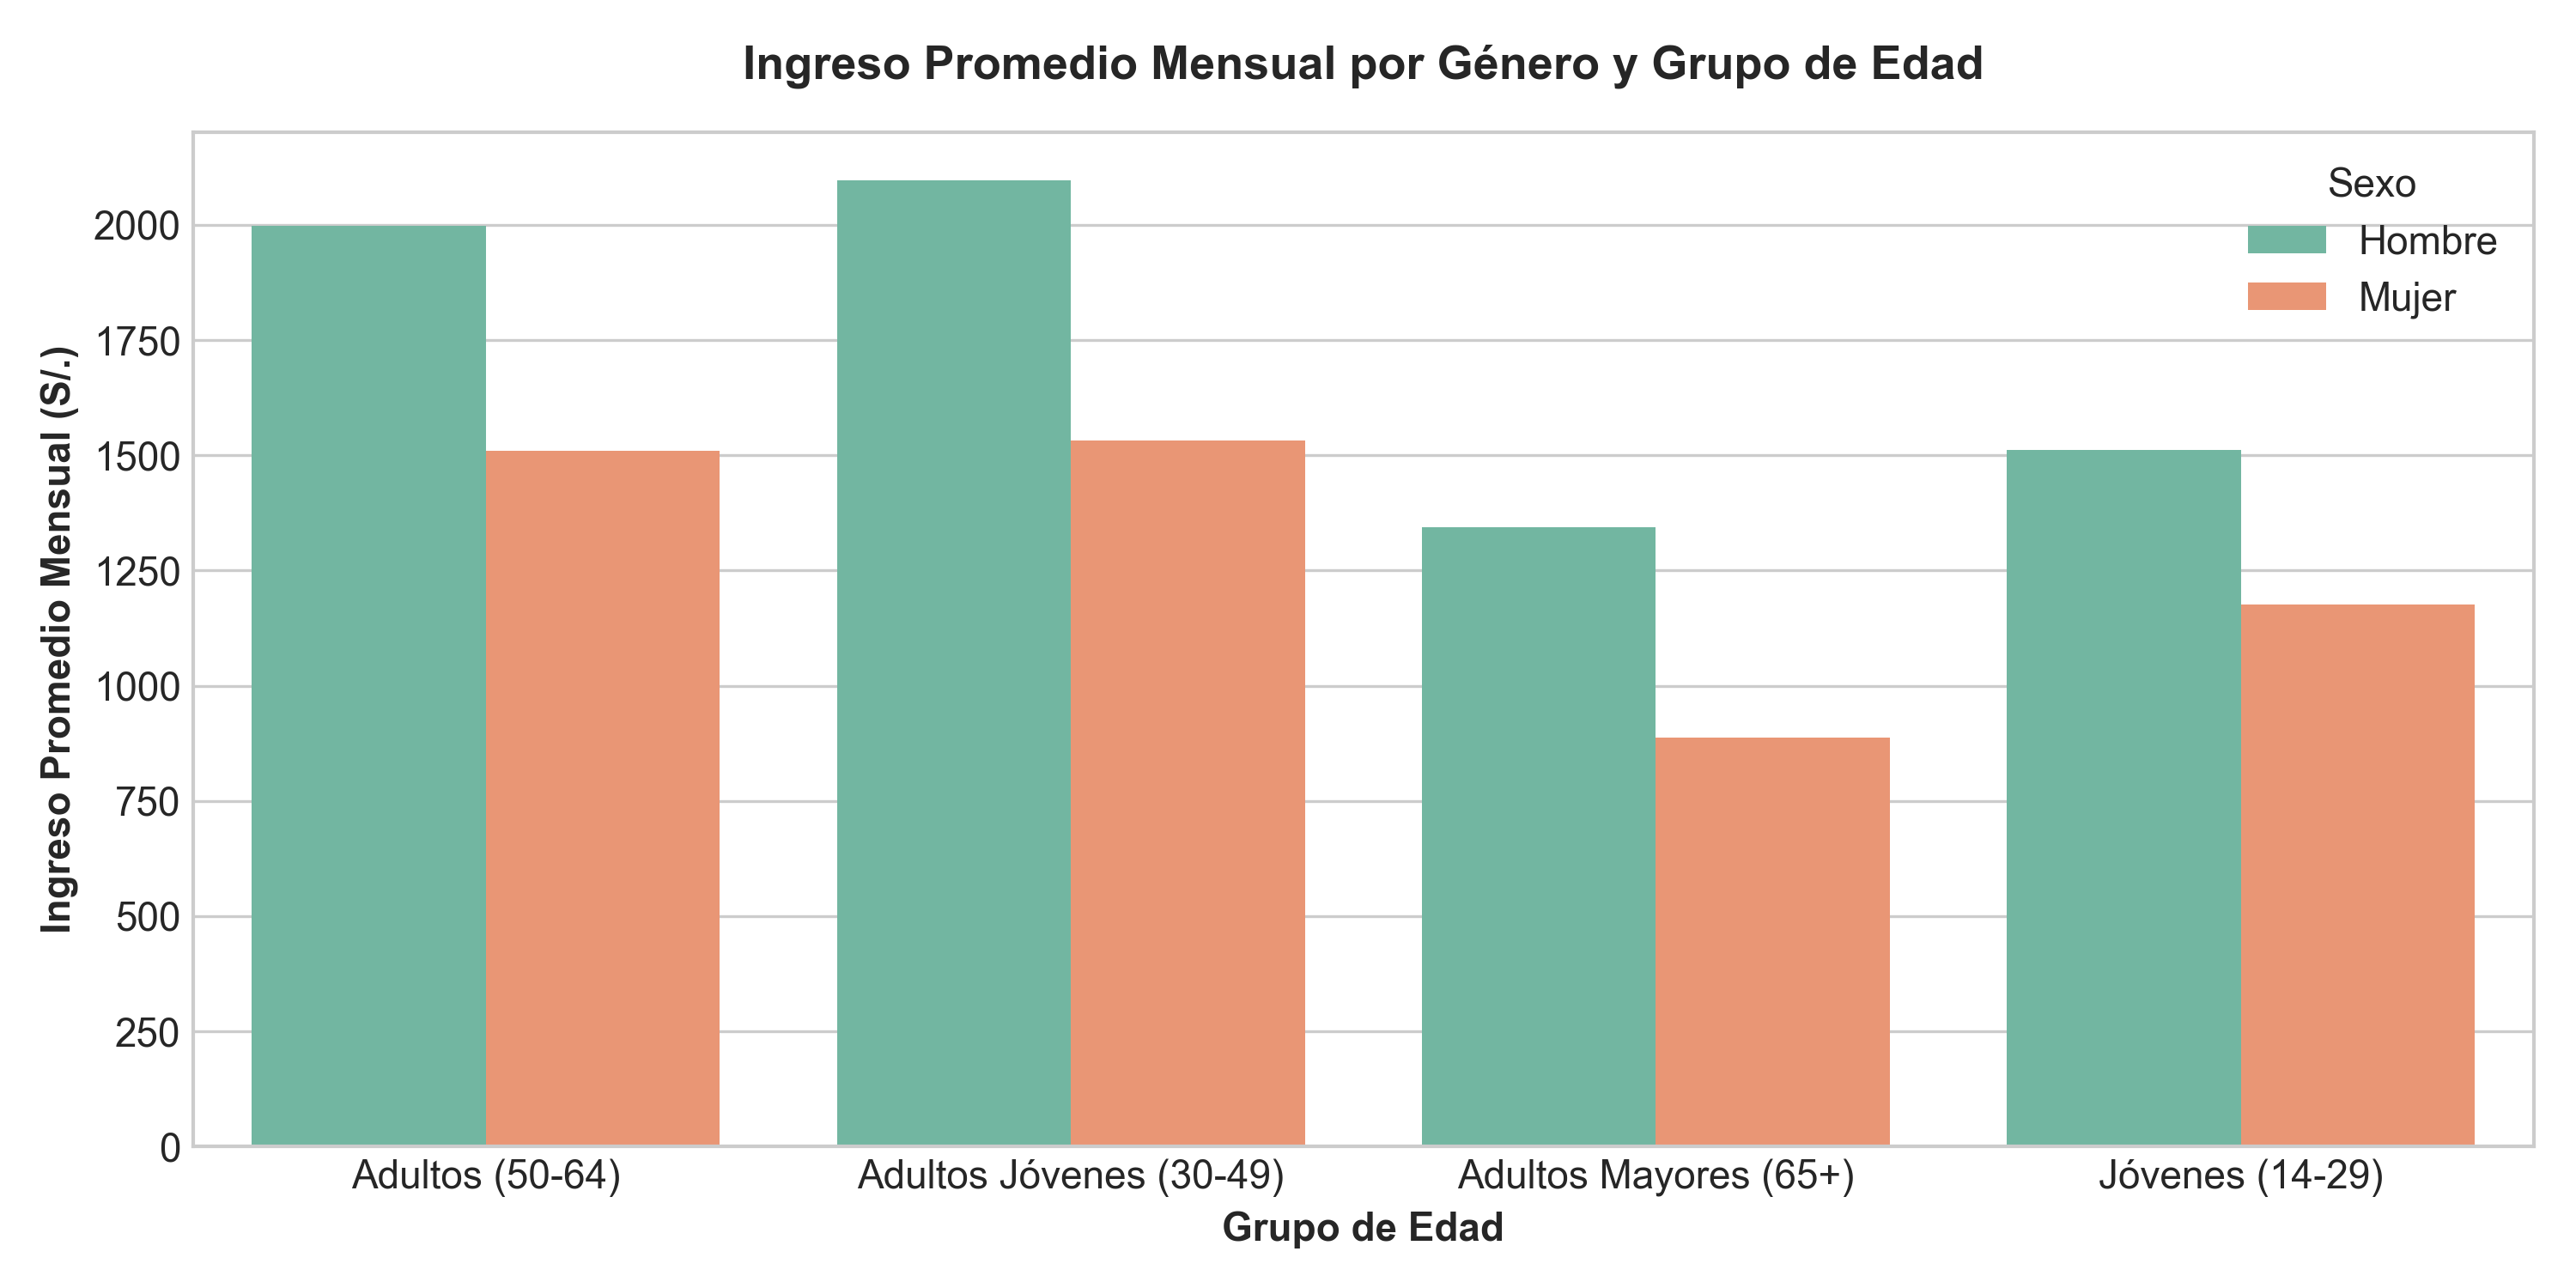 Ingreso Promedio Mensual por Género y Grupo de Edad
Ingreso Promedio Mensual (S/.)
2000
1750
1500
1250
1000
750
500
250
0
Sexo
Hombre
Mujer
Adultos (50-64)
Adultos Jóvenes (30-49)
Adultos Mayores (65+)
Jóvenes (14-29)
Grupo de Edad